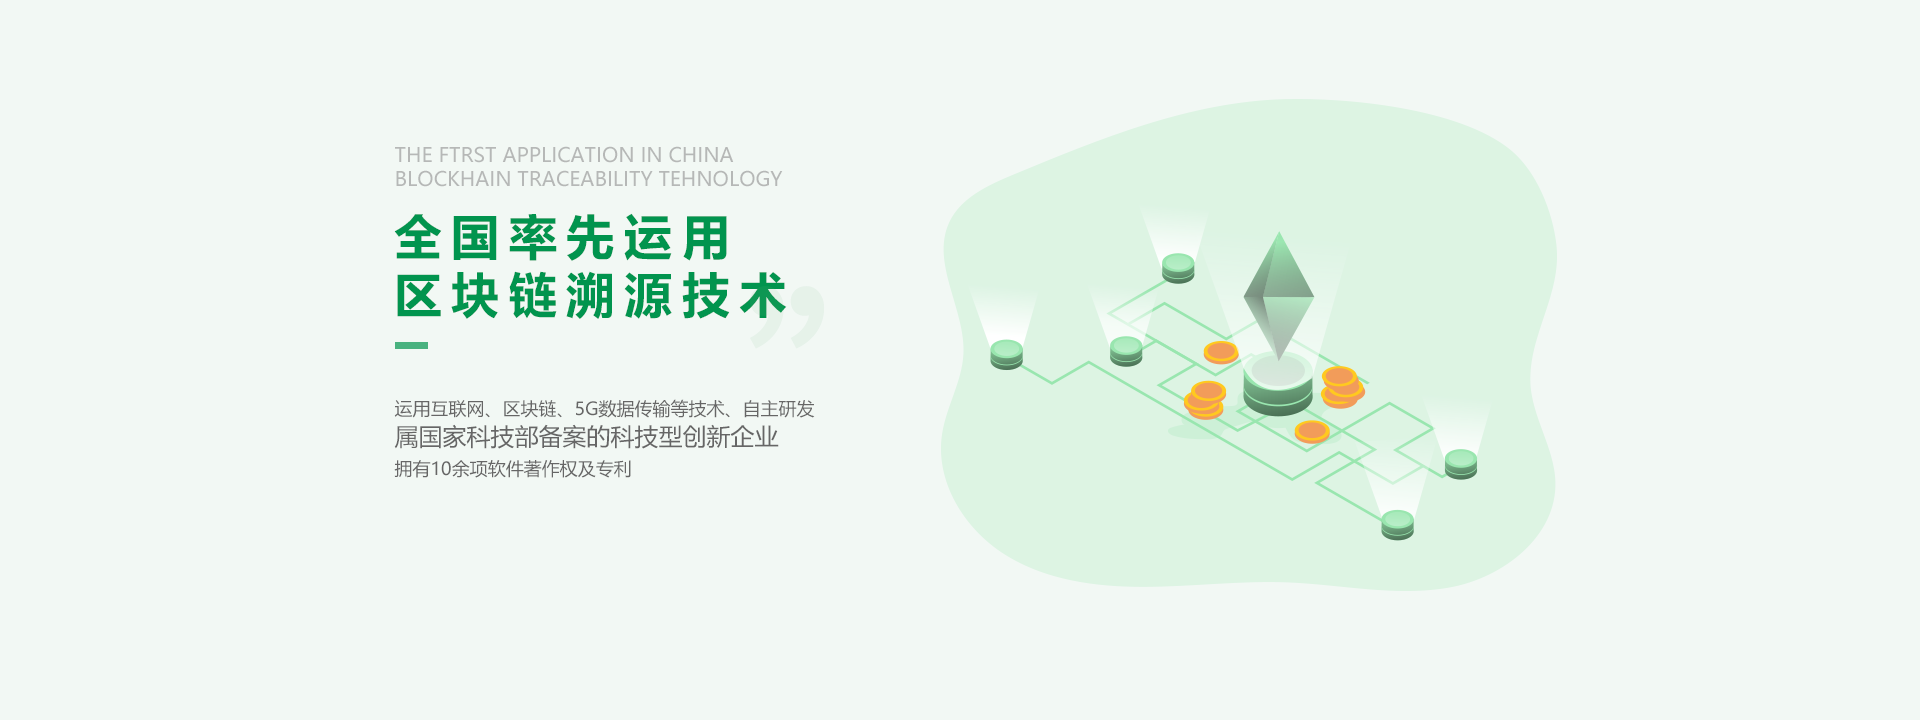 THE FTRST APPLICATION IN CHINA
BLOCKHAIN TRACEABILITY TEHNOLOGY
全国率先运用
区块链溯源技术
运用互联网、区块链、5G数据传输等技术、自主研发
属国家科技部备案的科技型创新企业
拥有10余项软件著作权及专利